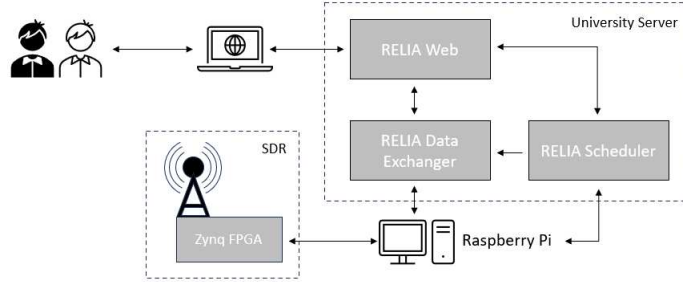 University Server
RELIA Web
RELIA Data
Exchanger
RELIA Scheduler
SDR
Zynq FPGA
Raspberry Pi